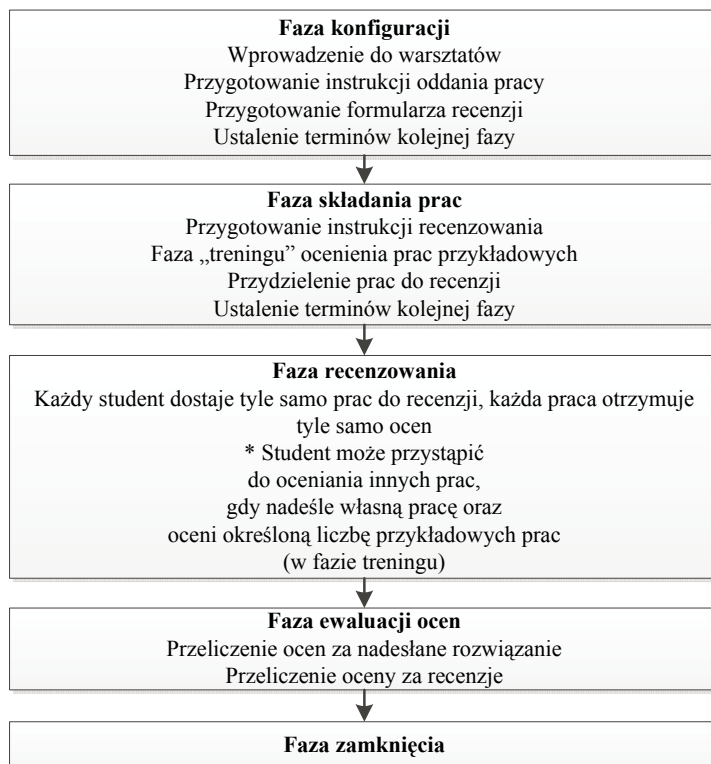 Faza konfiguracji
Wprowadzenie do warsztatów
Przygotowanie instrukcji oddania pracy
Przygotowanie formularza recenzji
Ustalenie terminów kolejnej fazy
Faza składania prac
Przygotowanie instrukcji recenzowania
Faza „treningu” ocenienia prac przykładowych
Przydzielenie prac do recenzji
Ustalenie terminów kolejnej fazy
Faza recenzowania
Każdy student dostaje tyle samo prac do recenzji, każda praca otrzymuje
tyle samo ocen
* Student może przystąpić
do oceniania innych prac,
gdy nadeśle własną pracę oraz
oceni określoną liczbę przykładowych prac
(w fazie treningu)
Faza ewaluacji ocen
Przeliczenie ocen za nadesłane rozwiązanie
Przeliczenie oceny za recenzje
Faza zamknięcia